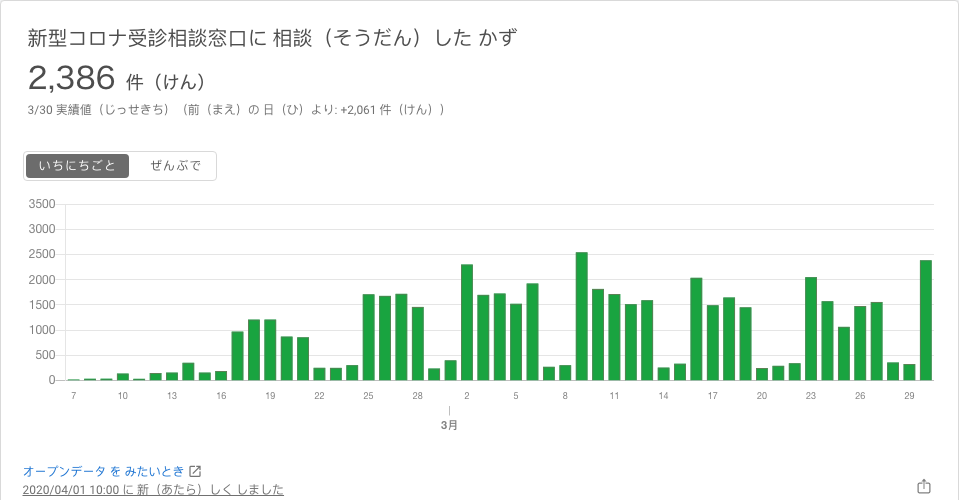 新型コロナ受診相談窓口に 相談（そうだん）した かず
2,386 件（けん）
3/30 実績値（じっせきち）（前（まえ）の 日（ひ）より: +2,061 件（けん））
いちにちごと ぜんぶで
3500
3000
2500
2000
1500
1000
500
0
7 10 13 16 19 22 25 28 2 5 8 11 14 17 20 23 26 29
3月
オープンデータ を みたいとき
2020/04/01 10:00 に 新（あたら）しく しました